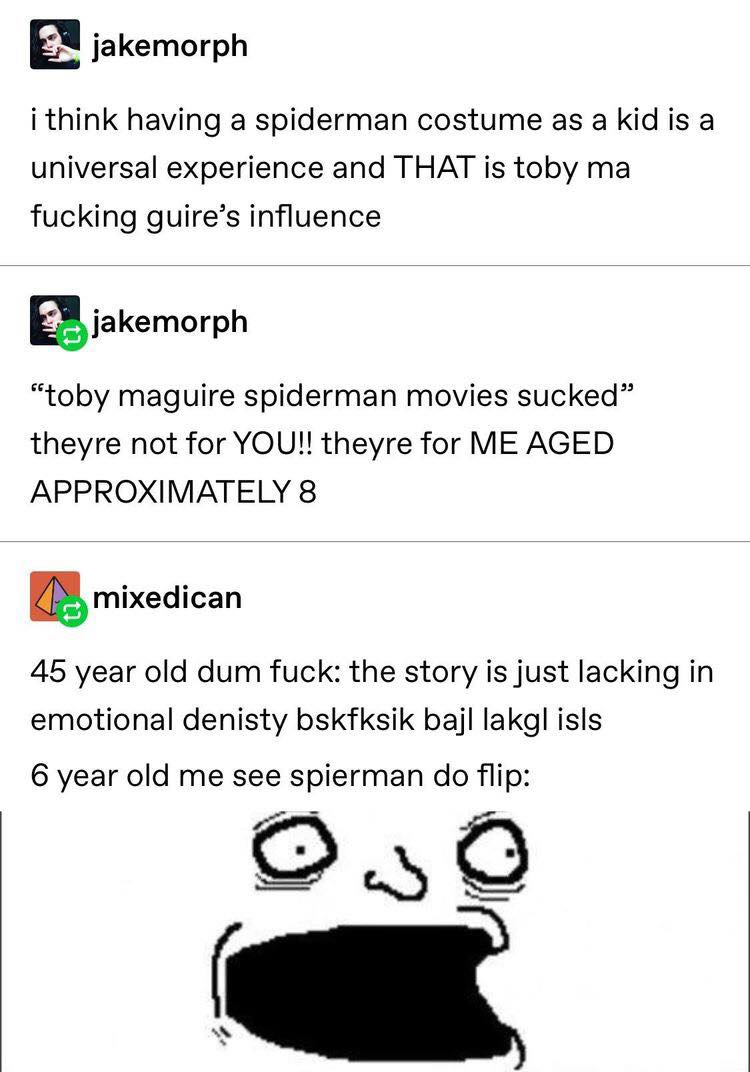 jakemorph
i think having a spiderman costume as a kid is a
universal experience and THAT is toby ma
fucking guire’s influence
jakemorph
“toby maguire spiderman movies sucked”
theyre not for YOU!! theyre for ME AGED
APPROXIMATELY 8
mixedican
45 year old dum fuck: the story is just lacking in
emotional denisty bskfksik bajl lakgl isls
6 year old me see spierman do flip: